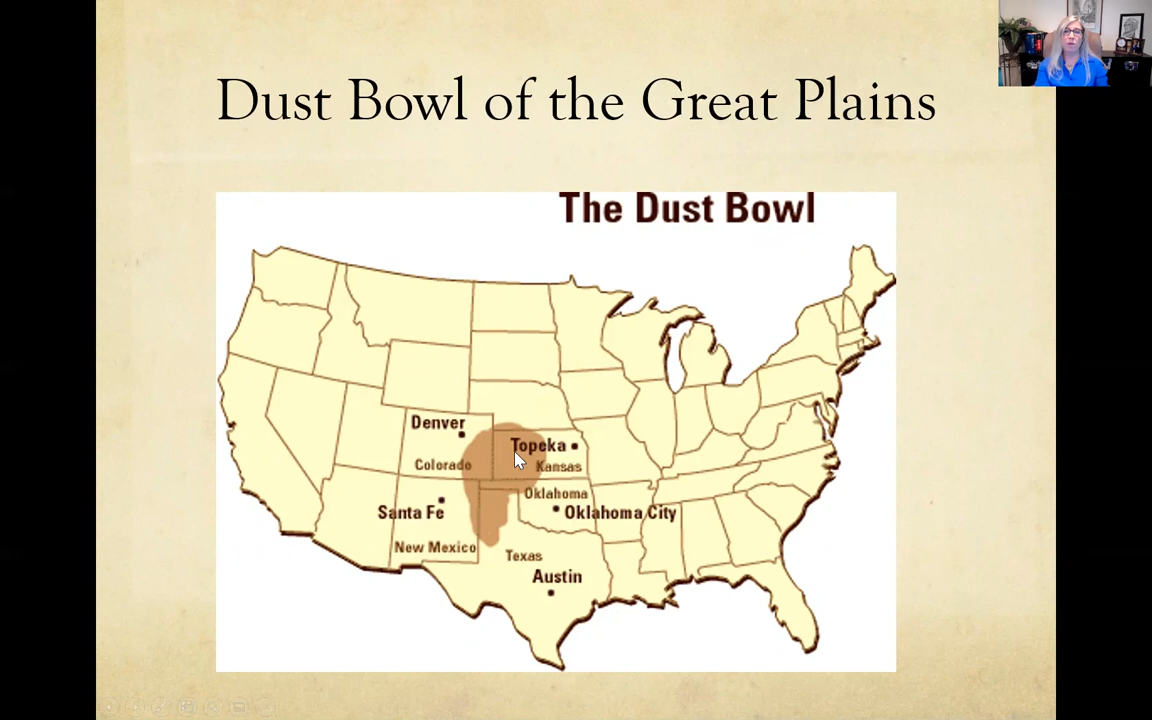 Dust Bowl of the Great Plains
The Dust Bowl
Denver
Topeka
Colorado
Kansas
Oklahoma
Santa Fe
Oklahoma City
New Mexico
Texas
Austin